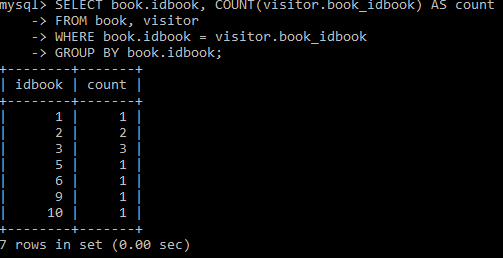 mysql> SELECT book.idbook, COUNT(visitor.book_idbook) AS count
    -> FROM book, visitor
    -> WHERE book.idbook = visitor.book_idbook
    -> GROUP BY book.idbook;
+--------+-------+
| idbook | count |
+--------+-------+
|      1 |     1 |
|      2 |     2 |
|      3 |     3 |
|      5 |     1 |
|      6 |     1 |
|      9 |     1 |
|     10 |     1 |
+--------+-------+
7 rows in set (0.00 sec)